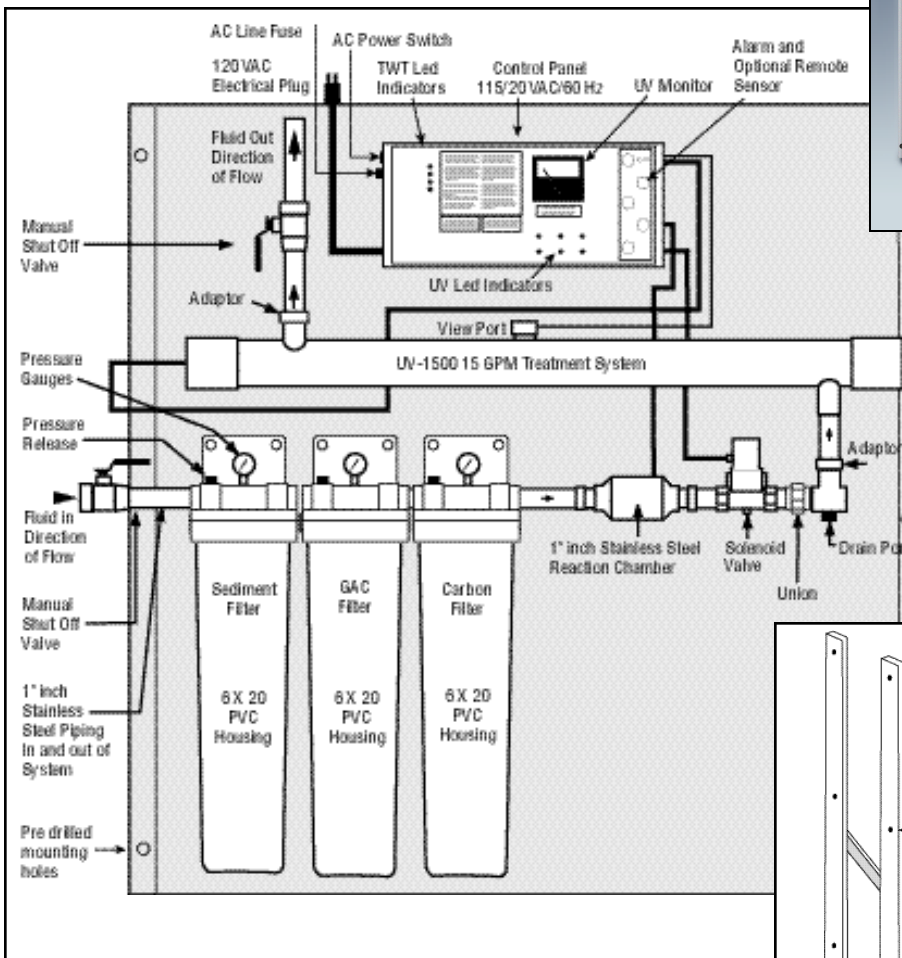 AC Line Fuse
120 VAC
Electrical Plug
AC Power Switch
TWT Led
Indicators
Control Panel
115/20 VAC/60 Hz
UV Monitor
Alarm and
Optional Remote
Sensor
Fluid Out
Direction
of Flow
Manual
Shut Off
Valve
Adaptor
UV Led Indicators
View Port
UV-1500 15 GPM Treatment System
Pressure
Gauges
Pressure
Release
Adaptor
Fluid in
Direction
of Flow
1" inch Stainless Steel
Reaction Chamber
Solenoid
Valve
Drain
Union
Manual
Shut Off
Valve
1" inch
Stainless
Steel Piping
In and out of
System
Sediment
Filter
6 X 20
PVC
Housing
GAC
Filter
6 X 20
PVC
Housing
Carbon
Filter
6 X 20
PVC
Housing
Pre drilled
mounting
holes